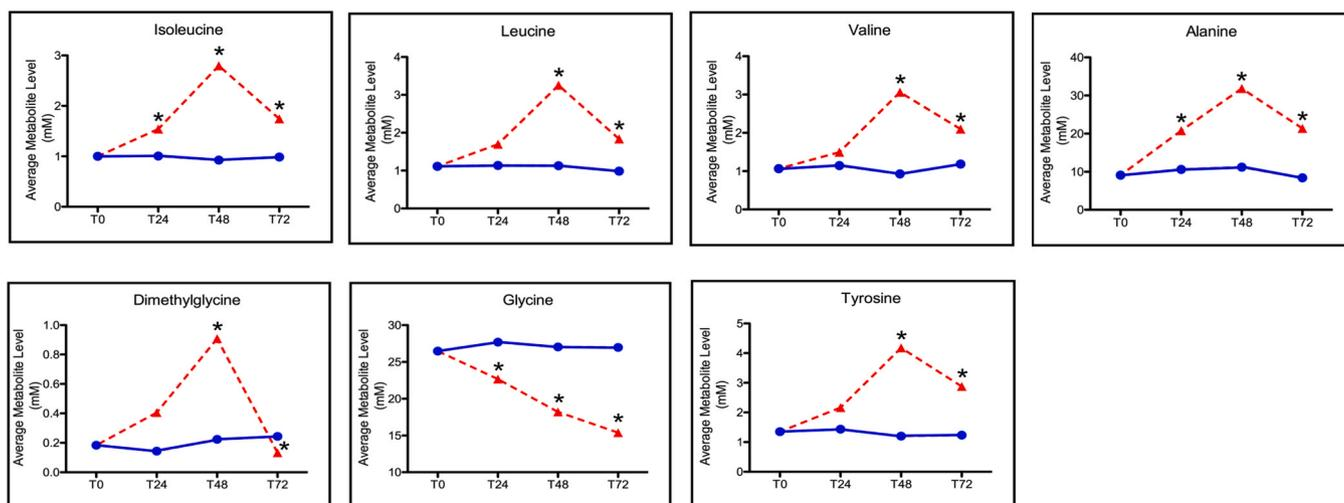 Isoleucine
Average Metabolite Level
(mM)
3
2
1
0
*
*
*
T0 T24 T48 T72
Leucine
Average Metabolite Level
(mM)
4
3
2
1
0
*
*
T0 T24 T48 T72
Valine
Average Metabolite Level
(mM)
4
3
2
1
0
*
*
T0 T24 T48 T72
Alanine
Average Metabolite Level
(mM)
40
30
20
10
0
*
*
*
T0 T24 T48 T72
Dimethylglycine
Average Metabolite Level
(mM)
1.0
0.8
0.6
0.4
0.2
0.0
*
*
T0 T24 T48 T72
Glycine
Average Metabolite Level
(mM)
30
25
20
15
10
*
*
*
T0 T24 T48 T72
Tyrosine
Average Metabolite Level
(mM)
5
4
3
2
1
0
*
*
T0 T24 T48 T72